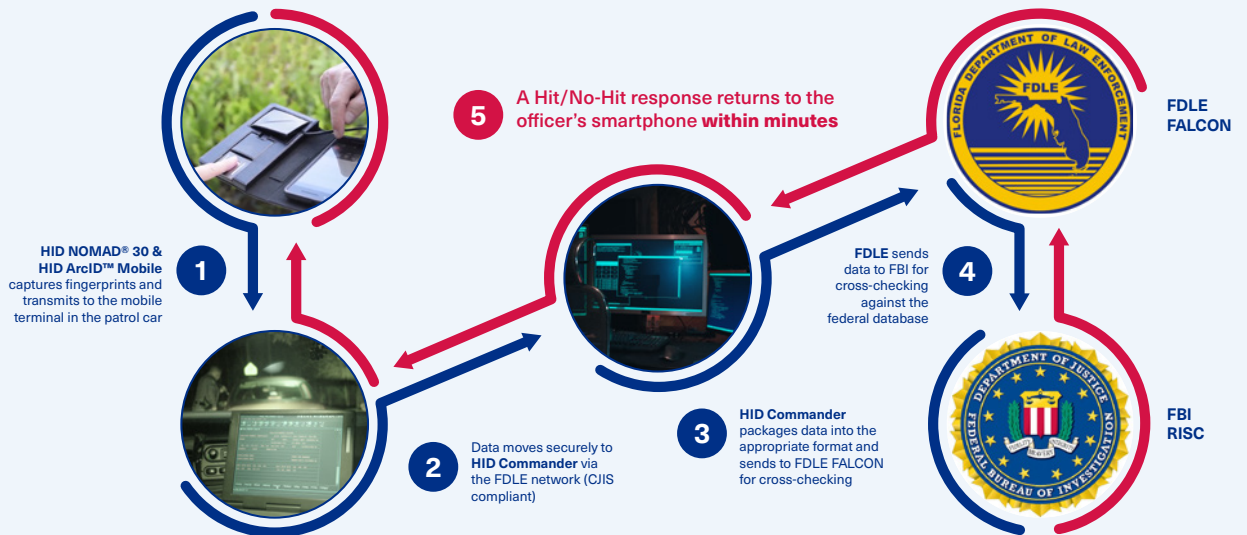 5
A Hit/No-Hit response returns to the
officer's smartphone within minutes
FLORIDA DEPARTMENT OF LAW ENFORCEMENT
FDLE
FDLE
FALCON
HID NOMAD® 30 &
HID ArcID™ Mobile
captures fingerprints and
transmits to the mobile
terminal in the patrol car
1
FDLE sends
data to FBI for
cross-checking
against the
federal database
4
2
Data moves securely to
HID Commander via
the FDLE network (CJIS
compliant)
3
HID Commander
packages data into the
appropriate format and
sends to FDLE FALCON
for cross-checking
DEPARTMENT OF JUSTICE
FEDERAL BUREAU OF INVESTIGATION
FBI
RISC